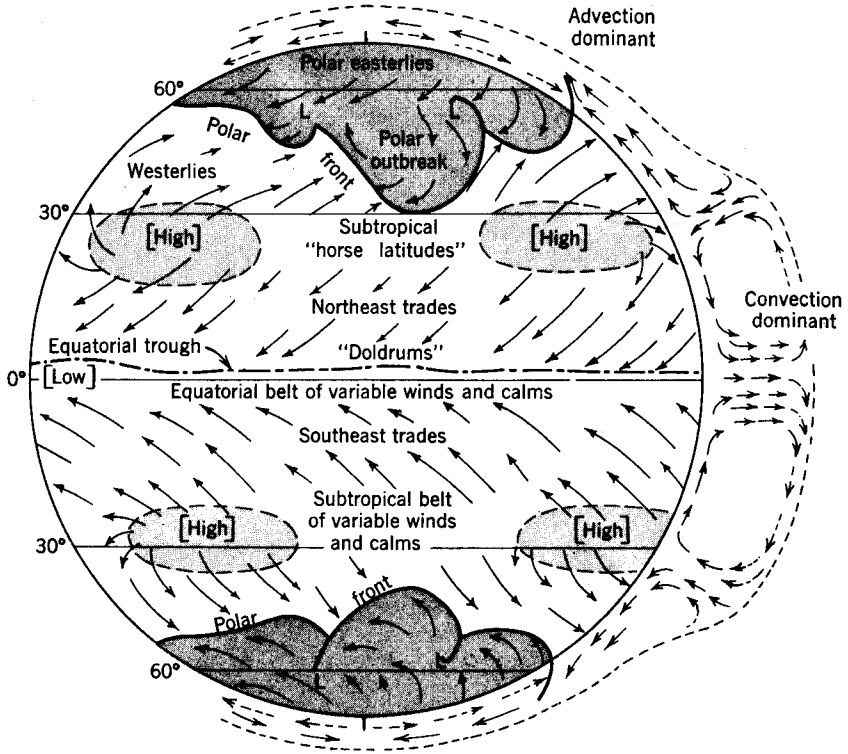 Advection
dominant
Polar easterlies
60°
L
L
Polar
front
Polar
outbreak
Westerlies
30°
[High]
Subtropical
"horse latitudes"
[High]
Northeast trades
Convection
dominant
Equatorial trough
"Doldrums"
0°
[Low]
Equatorial belt of variable winds and calms
Southeast trades
[High]
Subtropical belt
of variable winds
and calms
[High]
30°
Polar
front
60°
L
L